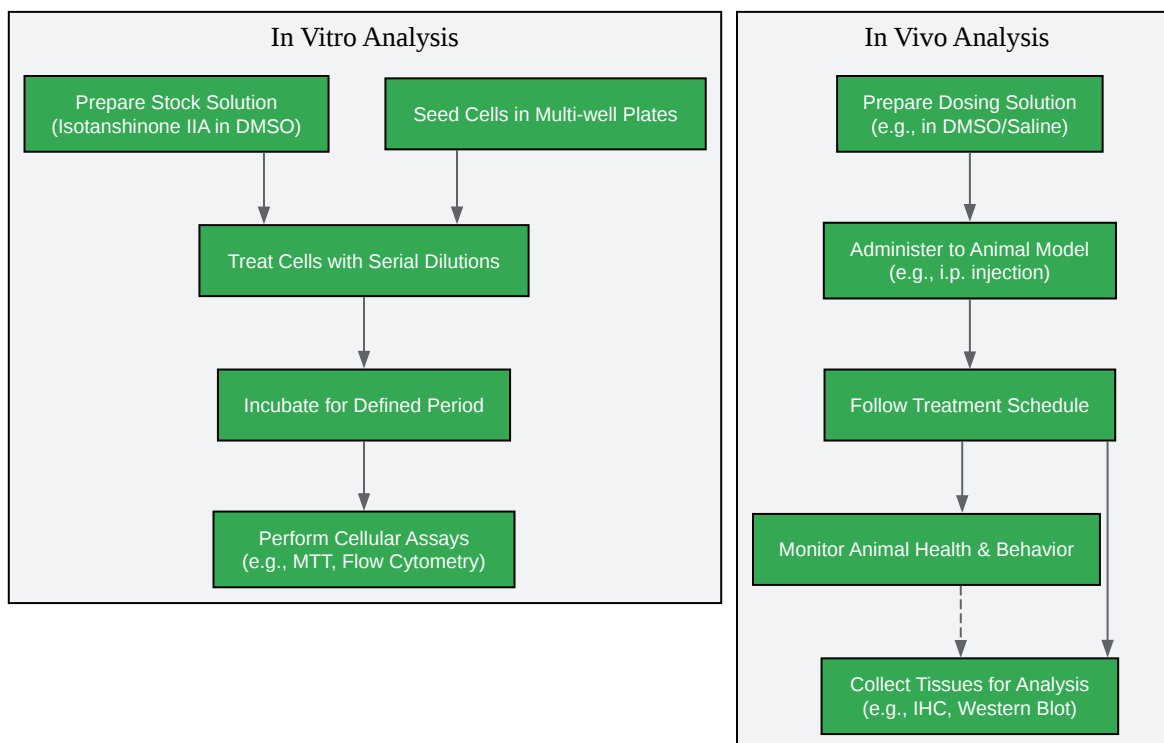 In Vitro Analysis
Prepare Stock Solution
(Isotanshinone IIA in DMSO)
Seed Cells in Multi-well Plates
Treat Cells with Serial Dilutions
Incubate for Defined Period
Perform Cellular Assays
(e.g., MTT, Flow Cytometry)
In Vivo Analysis
Prepare Dosing Solution
(e.g., in DMSO/Saline)
Administer to Animal Model
(e.g., i.p. injection)
Follow Treatment Schedule
Monitor Animal Health & Behavior
Collect Tissues for Analysis
(e.g., IHC, Western Blot)